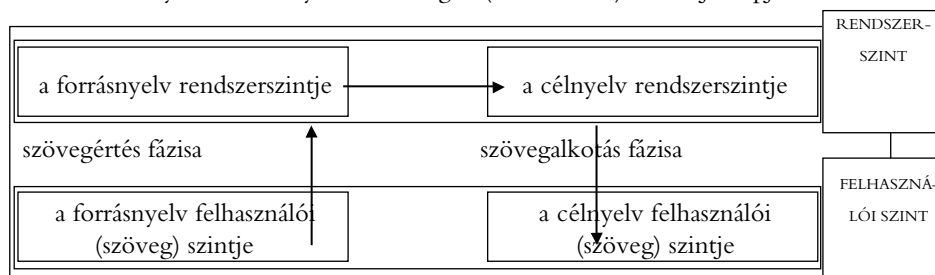 RENDSZER-
SZINT
a forrásnyelv rendszerszintje
a célnyelv rendszerszintje
szövegértés fázisa
szövegalkotás fázisa
FELHASZNÁ-
LÓI SZINT
a forrásnyelv felhasználói
(szöveg) szintje
a célnyelv felhasználói
(szöveg) szintje